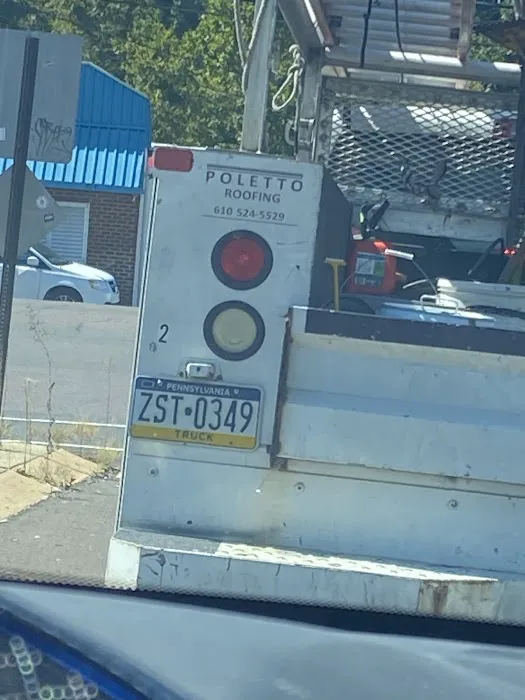 POLETTO
ROOFING
610 524-5529
2
PENNSYLVANIA
ZST 0349
TRUCK